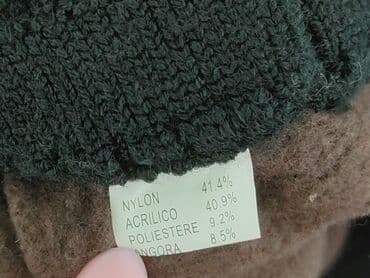 NYLON 41.4%
ACRILICO 40.9%
POLIESTERE 9.2%
ANGORA 8.5%